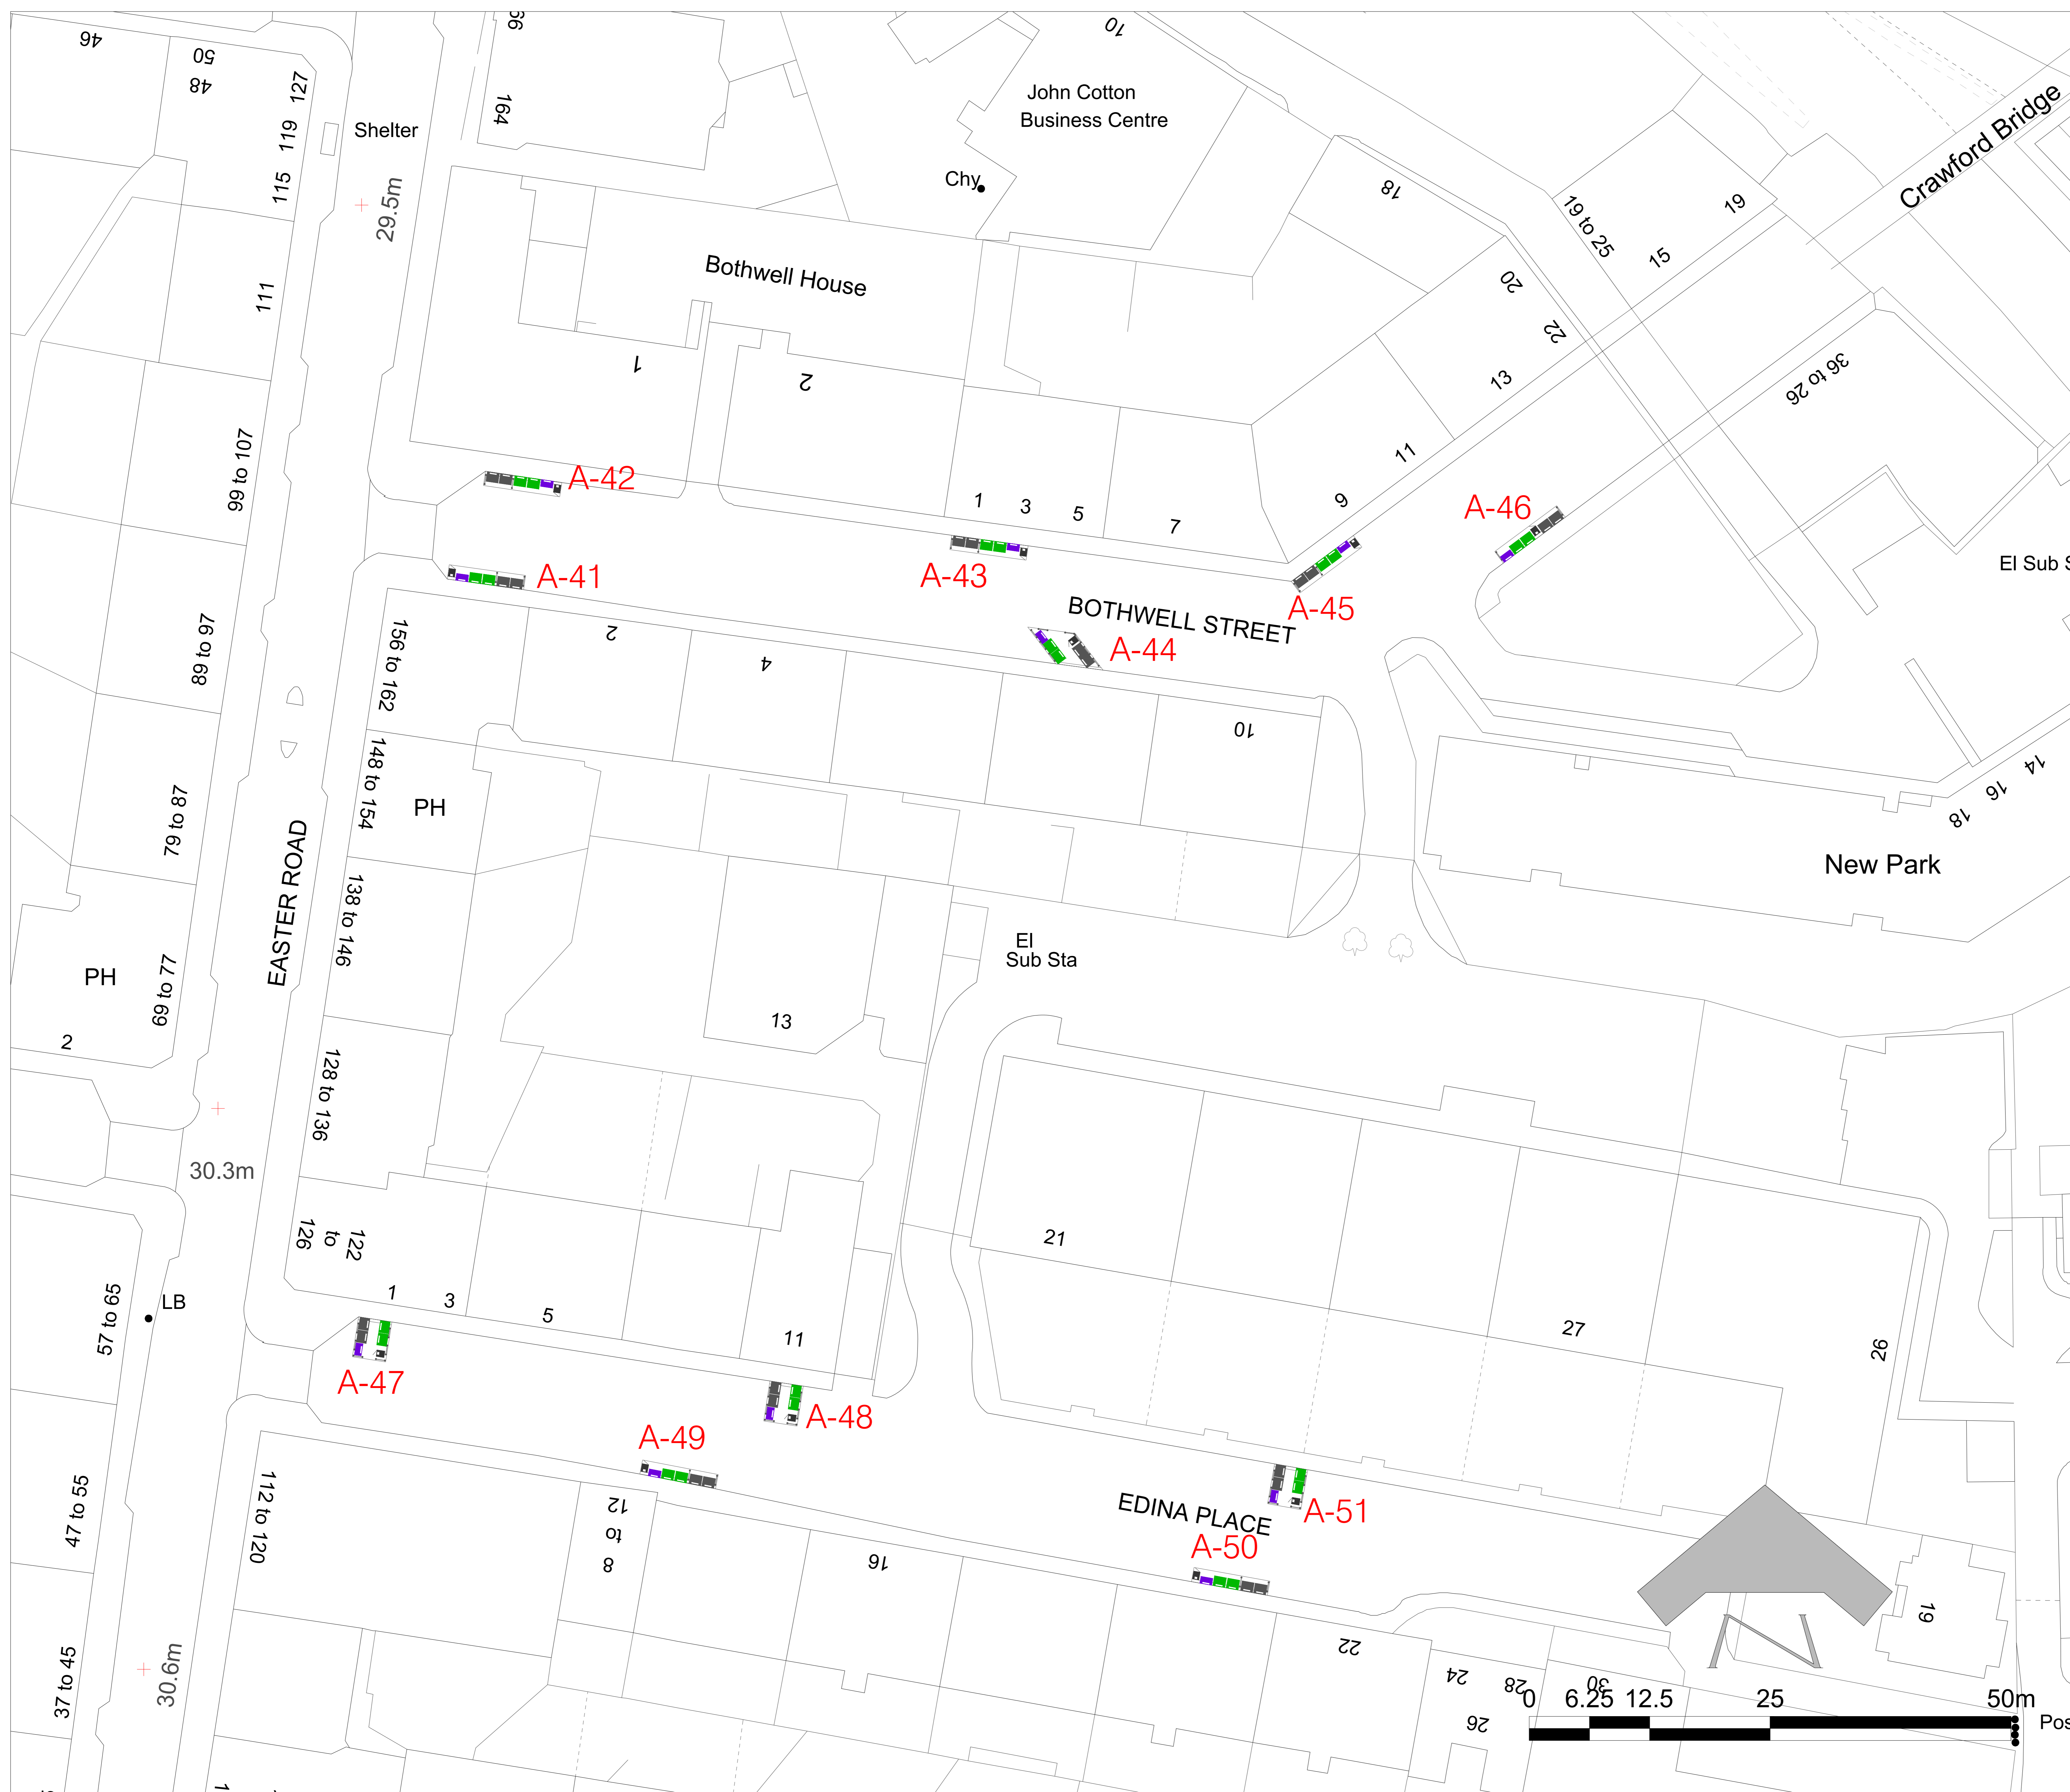 46
50
48
127
119
115
Shelter
29.5m
66
164
10
John Cotton
Business Centre
Chy
18
19 to 25
19
15
Crawford Bridge
111
Bothwell House
1
2
20
22
13
11
9
36 to 26
99 to 107
A-42
1
3
5
7
A-46
A-41
A-43
A-45
BOTHWELL STREET
A-44
El Sub S
89 to 97
156 to 162
2
4
10
148 to 154
PH
79 to 87
14
16
18
New Park
EASTER ROAD
138 to 146
PH
69 to 77
2
El
Sub Sta
13
128 to 136
30.3m
126
to
122
21
LB
57 to 65
1
3
5
11
27
26
A-47
A-48
A-49
47 to 55
112 to 120
12
to
8
16
EDINA PLACE
A-51
A-50
19
N
37 to 45
30.6m
22
24
26
28
30
0 6.25 12.5 25 50m
Pos